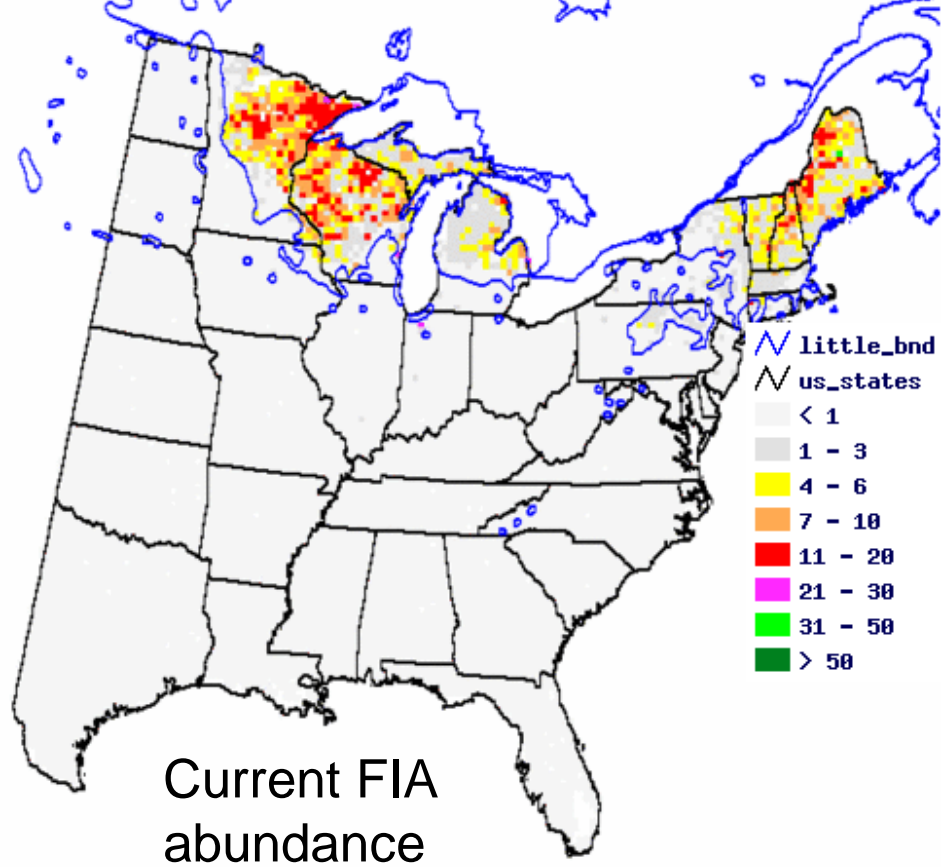 little_bnd
us_states
< 1
1 - 3
4 - 6
7 - 10
11 - 20
21 - 30
31 - 50
> 50
Current FIA
abundance